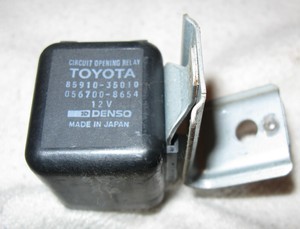 CIRCUIT OPENING RELAY
TOYOTA
85910-35010
056700-8654
12V
DENSO
MADE IN JAPAN